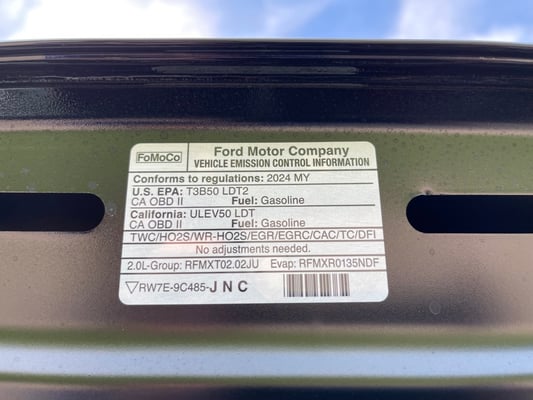 FoMoCo
Ford Motor Company
VEHICLE EMISSION CONTROL INFORMATION
Conforms to regulations: 2024 MY
U.S. EPA: T3B50 LDT2
CA OBD II Fuel: Gasoline
California: ULEV50 LDT
CA OBD II Fuel: Gasoline
TWC/HO2S/WR-HO2S/EGR/EGRC/CAC/TC/DFI
No adjustments needed.
2.0L-Group: RFMXT02.02JU Evap: RFMXR0135NDF
▽RW7E-9C485-JNC